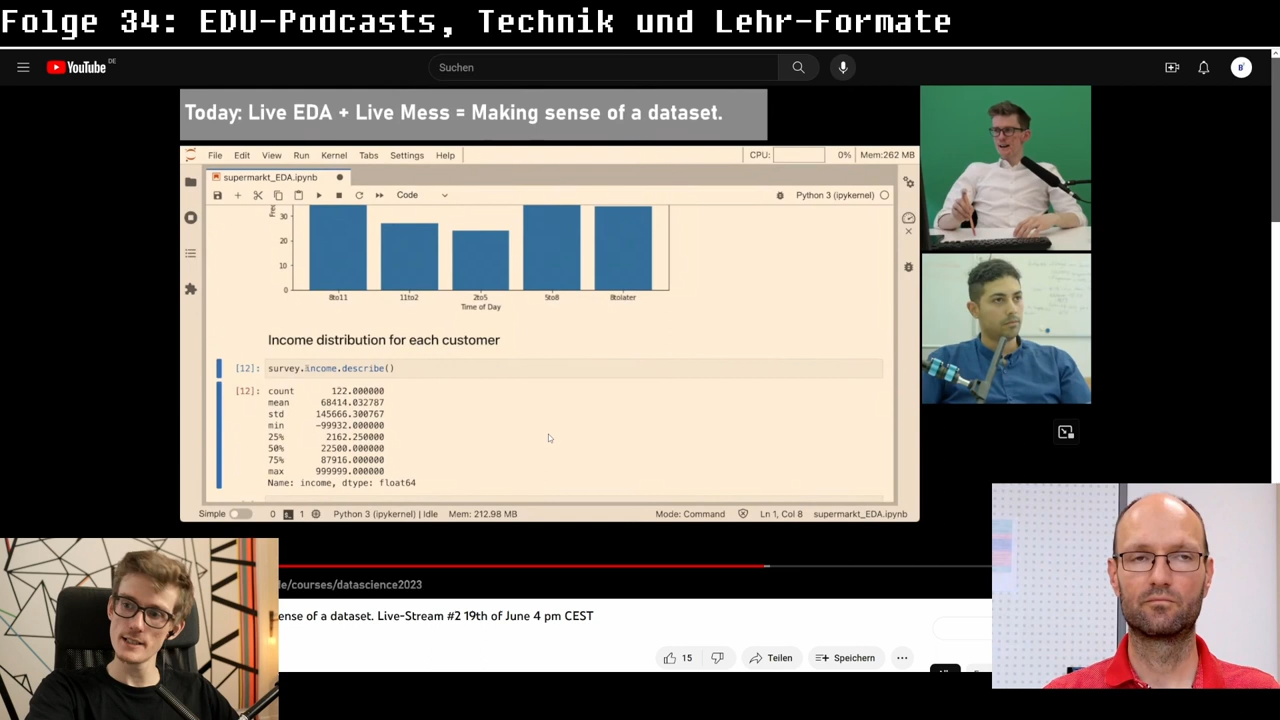 Folge 34: EDU-Podcasts, Technik und Lehr-Formate
YouTube DE
Suchen
Today: Live EDA + Live Mess = Making sense of a dataset.
File Edit View Run Kernel Tabs Settings Help
CPU: 0% Mem:262 MB
supermarkt_EDA.ipynb
Code
Python 3 (ipykernel)
30
20
10
0
8to11 11to2 2to5 5to8 8tolater
Time of Day
Income distribution for each customer
[12]: survey.income.describe()
[12]: count 122.000000
mean 68414.032787
std 145666.300767
min -99932.000000
25% 2162.250000
50% 22500.000000
75% 87916.000000
max 999999.000000
Name: income, dtype: float64
Simple 0 1 Python 3 (ipykernel) | Idle Mem: 212.98 MB Mode: Command Ln 1, Col 8 supermarkt_EDA.ipynb
le/courses/datascience2023
ense of a dataset. Live-Stream #2 19th of June 4 pm CEST
15 Teilen Speichern